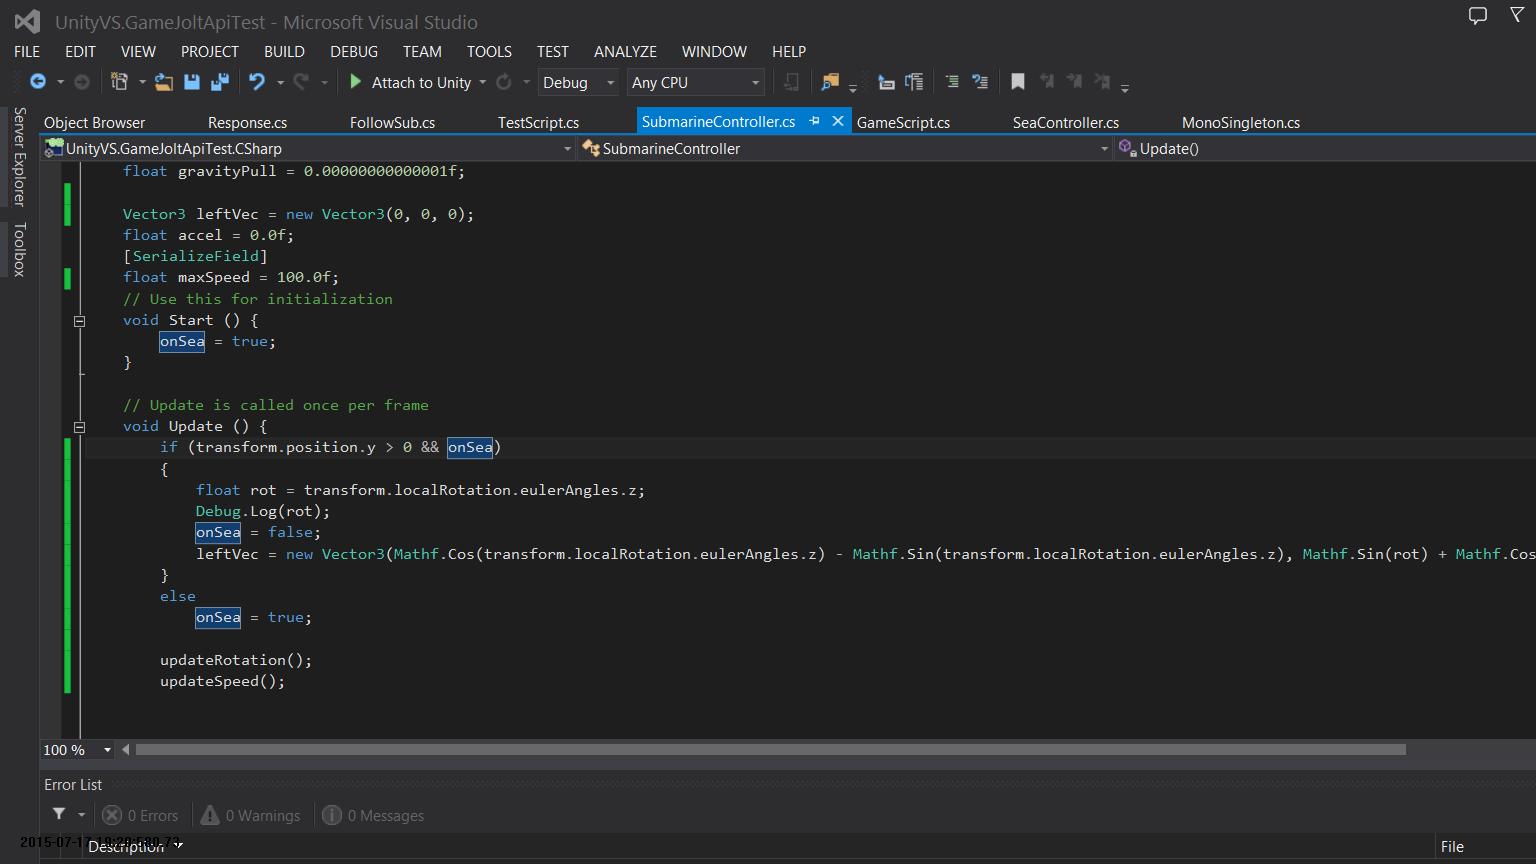 UnityVS.GameJoltApiTest - Microsoft Visual Studio
FILE EDIT VIEW PROJECT BUILD DEBUG TEAM TOOLS TEST ANALYZE WINDOW HELP
Attach to Unity Debug Any CPU
Server Explorer
Toolbox
Object Browser Response.cs FollowSub.cs TestScript.cs SubmarineController.cs GameScript.cs SeaController.cs MonoSingleton.cs
UnityVS.GameJoltApiTest.CSharp SubmarineController Update()
float gravityPull = 0.00000000000001f;
Vector3 leftVec = new Vector3(0, 0, 0);
float accel = 0.0f;
[SerializeField]
float maxSpeed = 100.0f;
// Use this for initialization
void Start () {
onSea = true;
}
// Update is called once per frame
void Update () {
if (transform.position.y > 0 && onSea)
{
float rot = transform.localRotation.eulerAngles.z;
Debug.Log(rot);
onSea = false;
leftVec = new Vector3(Mathf.Cos(transform.localRotation.eulerAngles.z) - Mathf.Sin(transform.localRotation.eulerAngles.z), Mathf.Sin(rot) + Mathf.Cos
}
else
onSea = true;
updateRotation();
updateSpeed();
100 %
Error List
0 Errors 0 Warnings 0 Messages
Description File